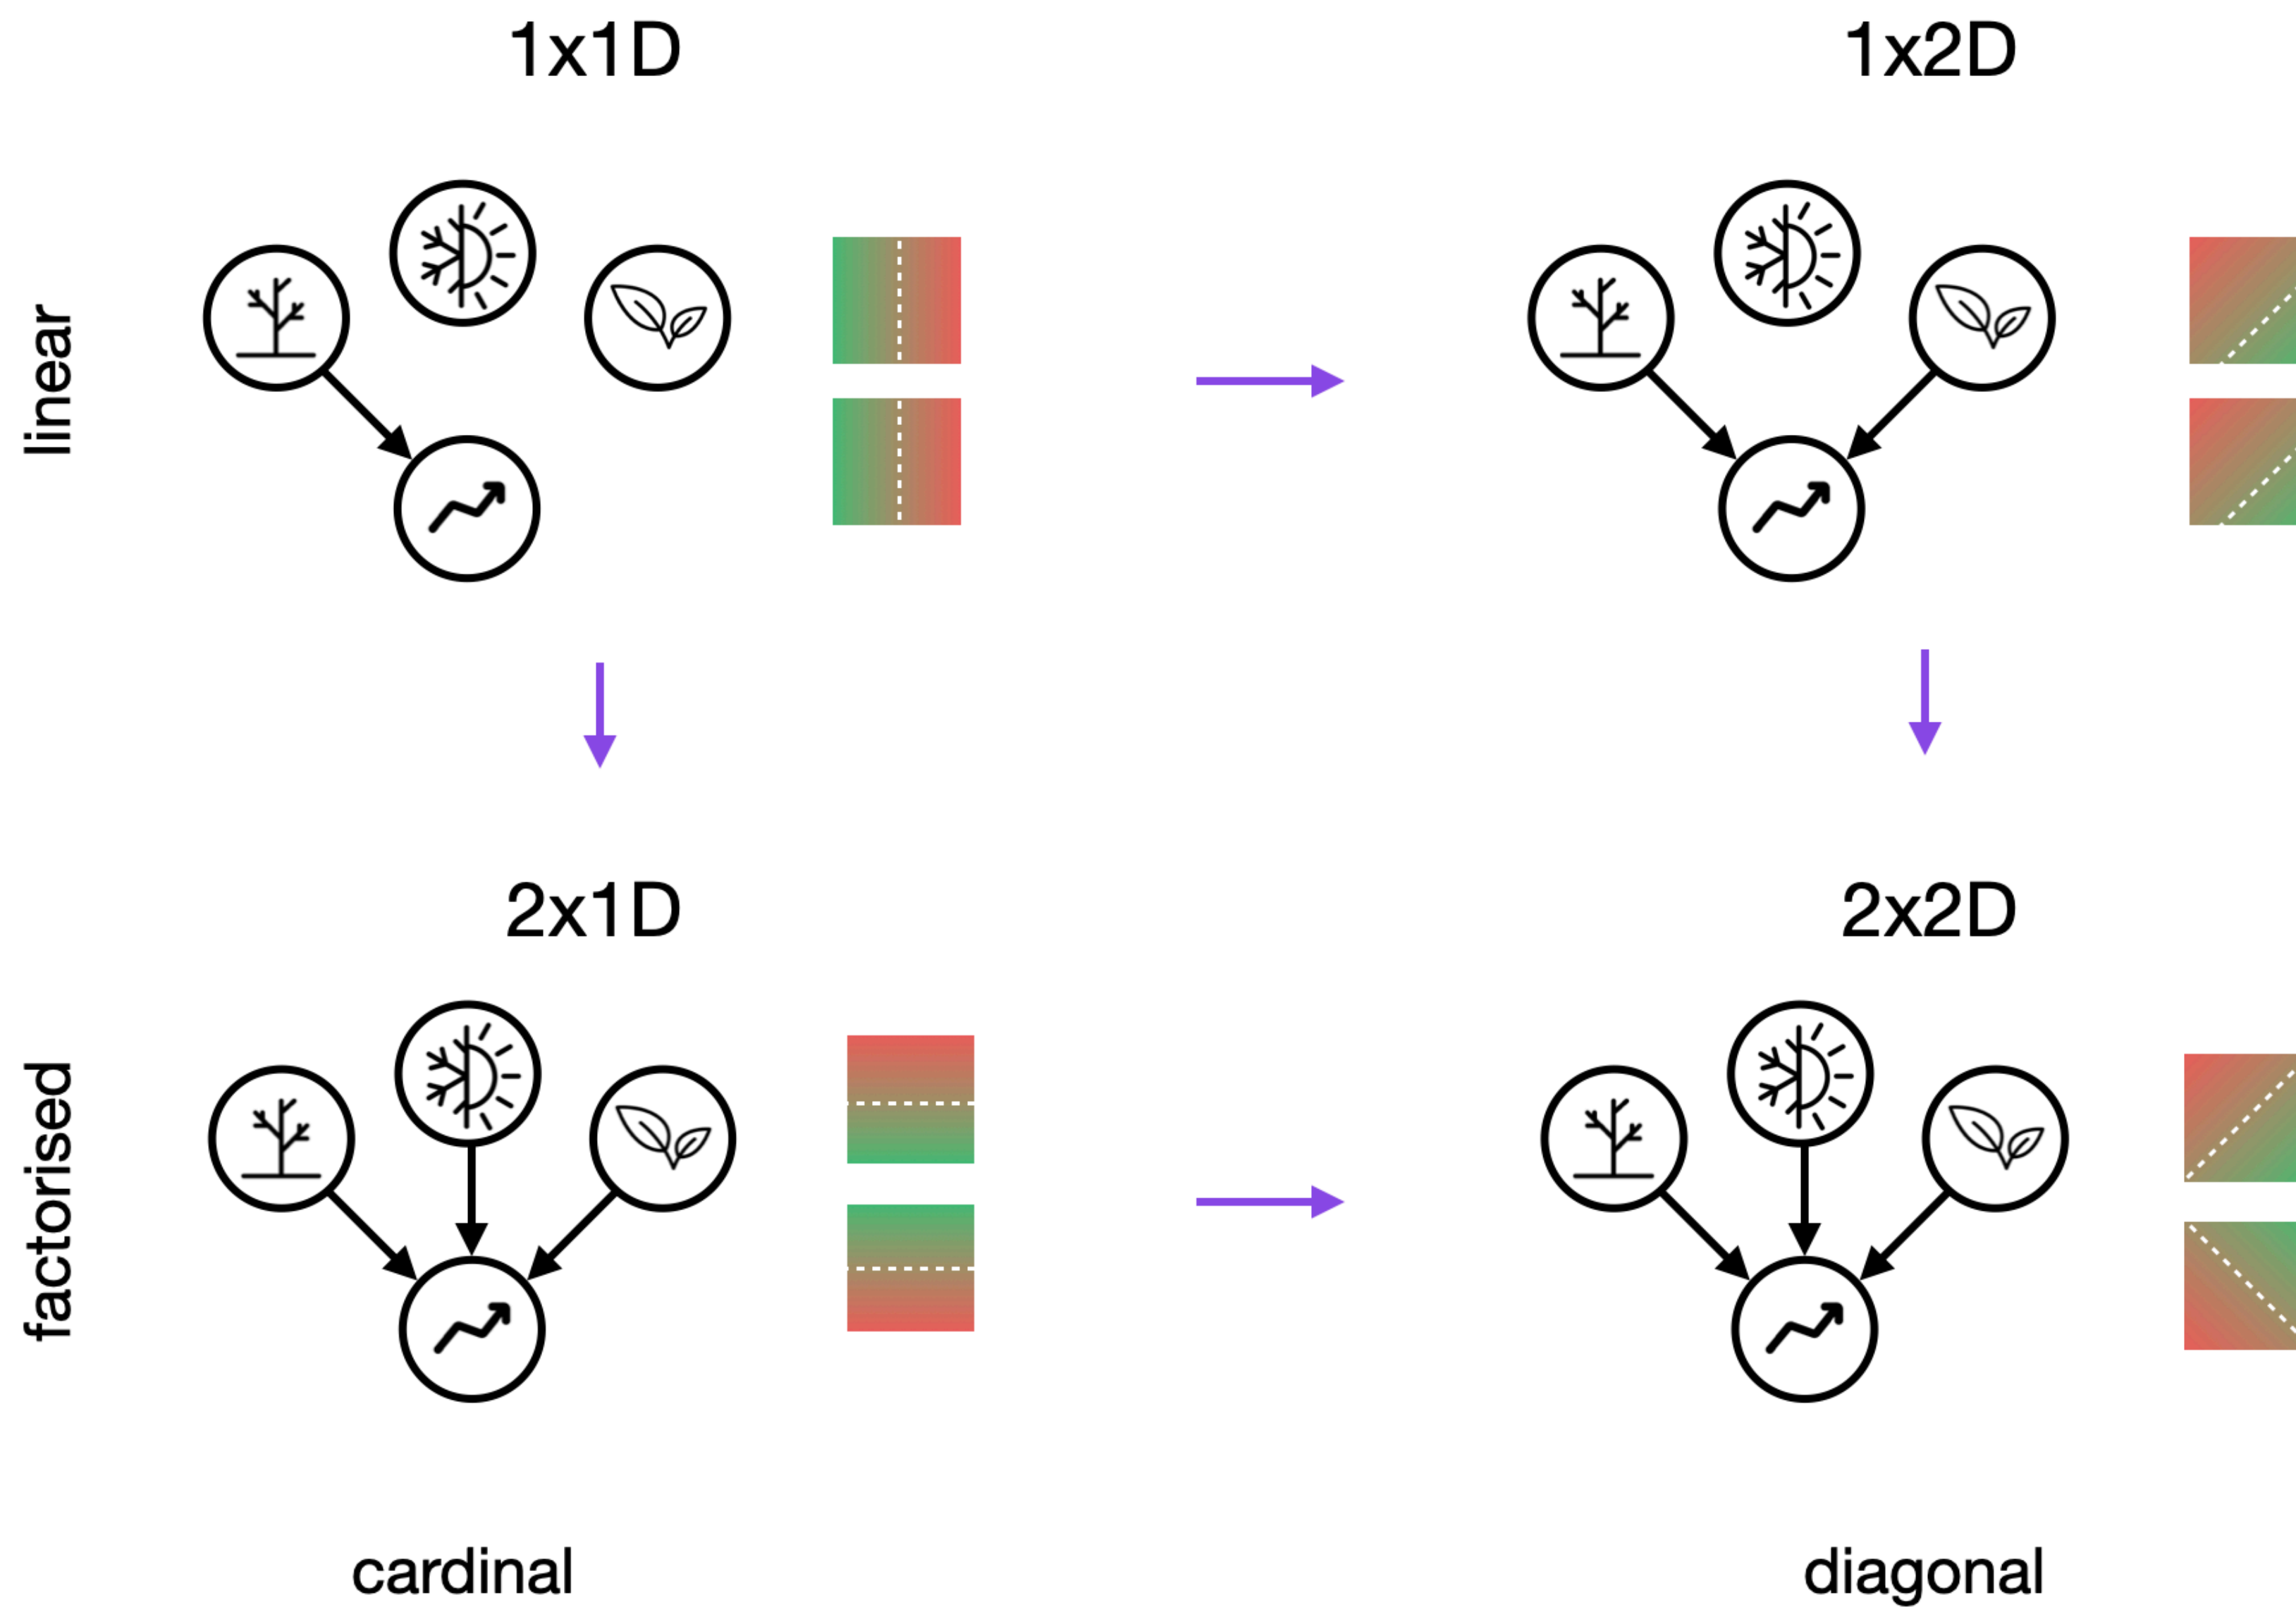 1x1D
1x2D
linear
2x1D
2x2D
factorised
cardinal
diagonal